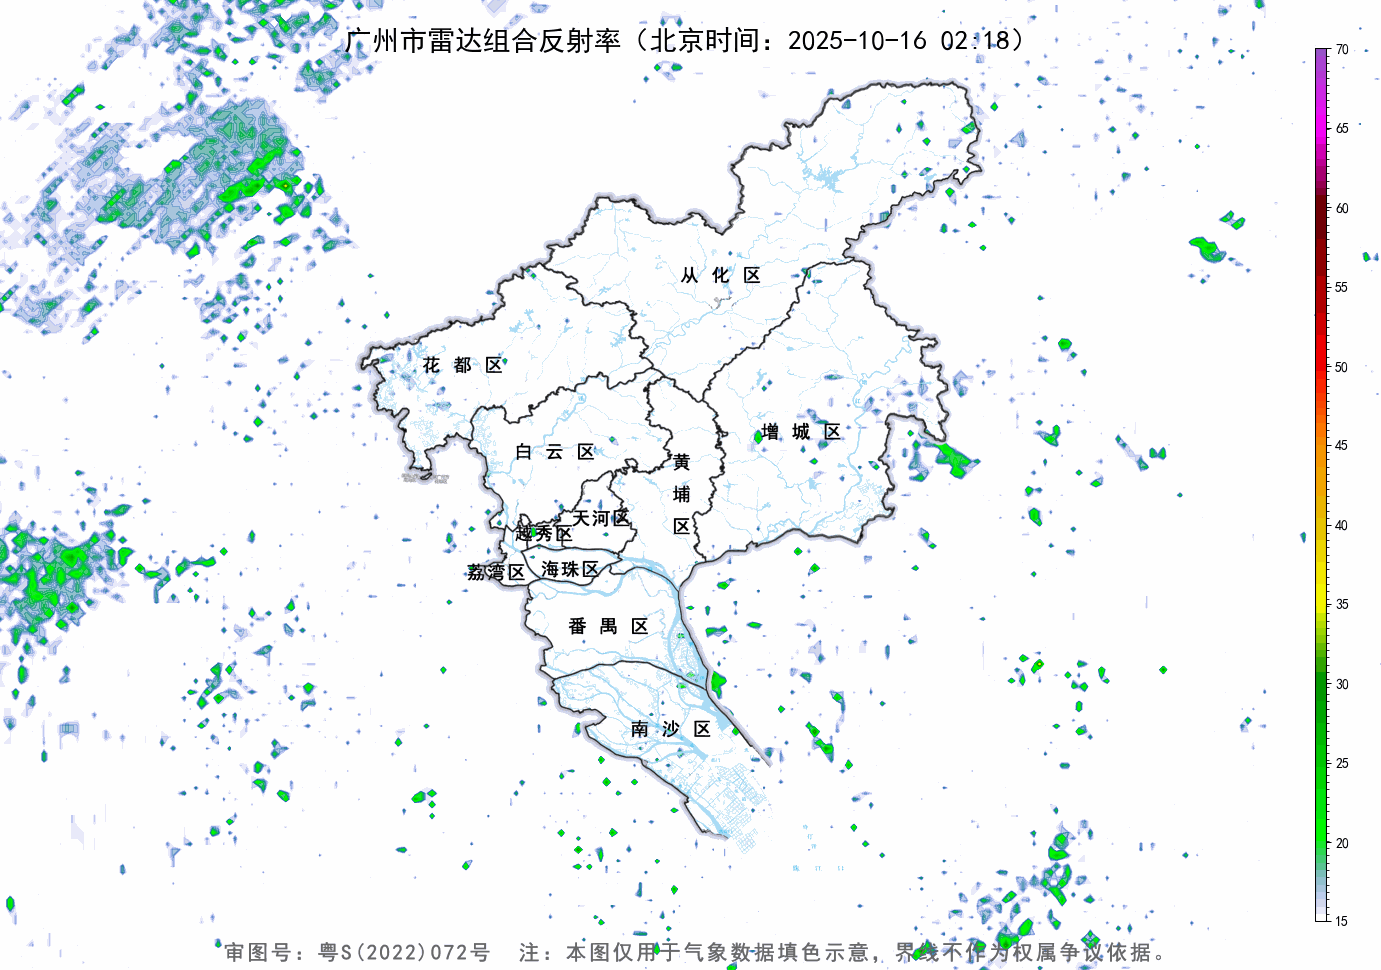 广州市雷达组合反射率（北京时间：2025-10-16 02:18）
70
65
60
55
50
45
40
35
30
25
20
15
从化区
花都区
增城区
白云区
黄埔区
天河区
越秀区
荔湾区
海珠区
番禺区
南沙区
审图号：粤S(2022)072号 注：本图仅用于气象数据填色示意，界线不作为权属争议依据。